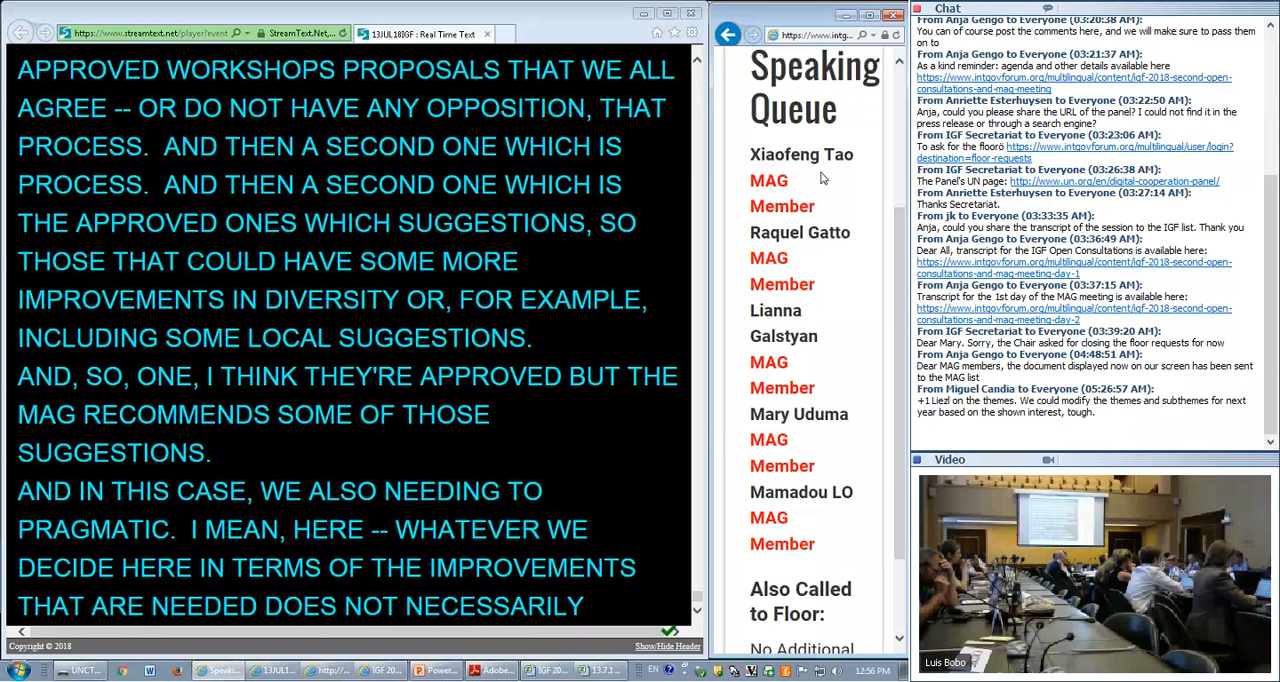 https://www.streamtext.net/player?event
StreamText.Net,...
13JUL18IGF : Real Time Text
APPROVED WORKSHOPS PROPOSALS THAT WE ALL
AGREE -- OR DO NOT HAVE ANY OPPOSITION, THAT
PROCESS.  AND THEN A SECOND ONE WHICH IS
PROCESS.  AND THEN A SECOND ONE WHICH IS
THE APPROVED ONES WHICH SUGGESTIONS, SO
THOSE THAT COULD HAVE SOME MORE
IMPROVEMENTS IN DIVERSITY OR, FOR EXAMPLE,
INCLUDING SOME LOCAL SUGGESTIONS.
AND, SO, ONE, I THINK THEY'RE APPROVED BUT THE
MAG RECOMMENDS SOME OF THOSE
SUGGESTIONS.
AND IN THIS CASE, WE ALSO NEEDING TO
PRAGMATIC.  I MEAN, HERE -- WHATEVER WE
DECIDE HERE IN TERMS OF THE IMPROVEMENTS
THAT ARE NEEDED DOES NOT NECESSARILY
Copyright © 2018
Show/Hide Header
https://www.intg...
Speaking
Queue
Xiaofeng Tao
MAG
Member
Raquel Gatto
MAG
Member
Lianna
Galstyan
MAG
Member
Mary Uduma
MAG
Member
Mamadou LO
MAG
Member
Also Called
to Floor:
No Additional
Chat
From Anja Gengo to Everyone (03:20:38 AM):
You can of course post the comments here, and we will make sure to pass them
on to
From Anja Gengo to Everyone (03:21:37 AM):
As a kind reminder: agenda and other details available here
https://www.intgovforum.org/multilingual/content/igf-2018-second-open-
consultations-and-mag-meeting
From Anriette Esterhuysen to Everyone (03:22:50 AM):
Anja, could you please share the URL of the panel? I could not find it in the
press release or through a search engine?
From IGF Secretariat to Everyone (03:23:06 AM):
To ask for the floorö https://www.intgovforum.org/multilingual/user/login?
destination=floor-requests
From IGF Secretariat to Everyone (03:26:38 AM):
The Panel's UN page: http://www.un.org/en/digital-cooperation-panel/
From Anriette Esterhuysen to Everyone (03:27:14 AM):
Thanks Secretariat.
From jk to Everyone (03:33:35 AM):
Anja, could you share the transcript of the session to the IGF list. Thank you
From Anja Gengo to Everyone (03:36:49 AM):
Dear All, transcript for the IGF Open Consultations is available here:
https://www.intgovforum.org/multilingual/content/igf-2018-second-open-
consultations-and-mag-meeting-day-1
From Anja Gengo to Everyone (03:37:15 AM):
Transcript for the 1st day of the MAG meeting is available here:
https://www.intgovforum.org/multilingual/content/igf-2018-second-open-
consultations-and-mag-meeting-day-2
From IGF Secretariat to Everyone (03:39:20 AM):
Dear Mary. Sorry, the Chair asked for closing the floor requests for now
From Anja Gengo to Everyone (04:48:51 AM):
Dear MAG members, the document displayed now on our screen has been sent
to the MAG list
From Miguel Candia to Everyone (05:26:57 AM):
+1 Liezl on the themes. We could modify the themes and subthemes for next
year based on the shown interest, tough.
Video
Luis Bobo
UNCT...
Speaki...
13JUL1...
http://...
IGF 20...
Power...
Adobe...
IGF 20...
13.7.1...
EN
12:56 PM